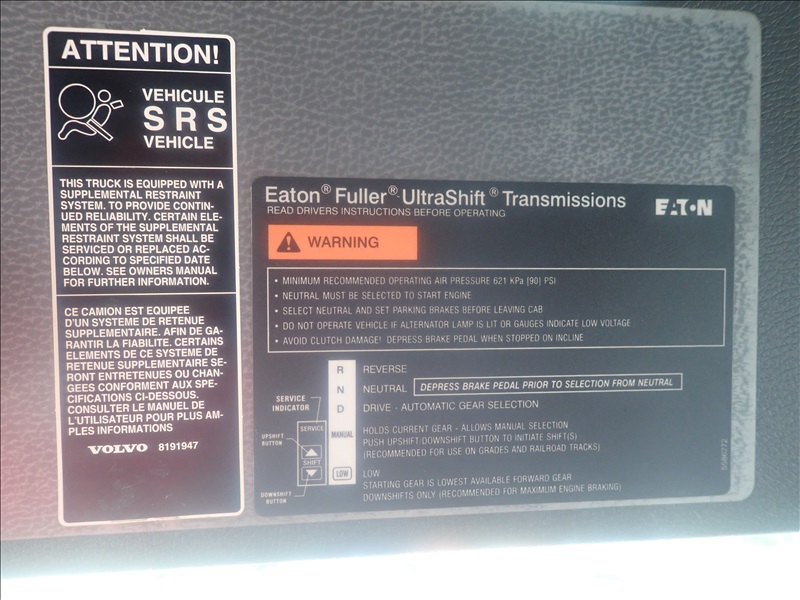 ATTENTION!
VEHICULE
SRS
VEHICLE
THIS TRUCK IS EQUIPPED WITH A
SUPPLEMENTAL RESTRAINT
SYSTEM. TO PROVIDE CONTIN-
UED RELIABILITY. CERTAIN ELE-
MENTS OF THE SUPPLEMENTAL
RESTRAINT SYSTEM SHALL BE
SERVICED OR REPLACED AC-
CORDING TO SPECIFIED DATE
BELOW. SEE OWNERS MANUAL
FOR FURTHER INFORMATION.
CE CAMION EST EQUIPEE
D'UN SYSTEME DE RETENUE
SUPPLEMENTAIRE. AFIN DE GA-
RANTIR LA FIABILITE. CERTAINS
ELEMENTS DE CE SYSTEME DE
RETENUE SUPPLEMENTAIRE SE-
RONT ENTRETENUS OU CHAN-
GEES CONFORMENT AUX SPE-
CIFICATIONS CI-DESSOUS.
CONSULTER LE MANUEL DE
L'UTILISATEUR POUR PLUS AM-
PLES INFORMATIONS
VOLVO 8191947
Eaton® Fuller® UltraShift® Transmissions
READ DRIVERS INSTRUCTIONS BEFORE OPERATING
EATON
WARNING
• MINIMUM RECOMMENDED OPERATING AIR PRESSURE 621 KPa [90] PSI
• NEUTRAL MUST BE SELECTED TO START ENGINE
• SELECT NEUTRAL AND SET PARKING BRAKES BEFORE LEAVING CAB
• DO NOT OPERATE VEHICLE IF ALTERNATOR LAMP IS LIT OR GAUGES INDICATE LOW VOLTAGE
• AVOID CLUTCH DAMAGE! DEPRESS BRAKE PEDAL WHEN STOPPED ON INCLINE
R REVERSE
N NEUTRAL DEPRESS BRAKE PEDAL PRIOR TO SELECTION FROM NEUTRAL
D DRIVE - AUTOMATIC GEAR SELECTION
MANUAL HOLDS CURRENT GEAR - ALLOWS MANUAL SELECTION
PUSH UPSHIFT DOWNSHIFT BUTTON TO INITIATE SHIFT(S)
(RECOMMENDED FOR USE ON GRADES AND RAILROAD TRACKS)
LOW LOW
STARTING GEAR IS LOWEST AVAILABLE FORWARD GEAR
DOWNSHIFTS ONLY (RECOMMENDED FOR MAXIMUM ENGINE BRAKING)
SERVICE
INDICATOR
SERVICE
UPSHIFT
BUTTON
SHIFT
DOWNSHIFT
BUTTON